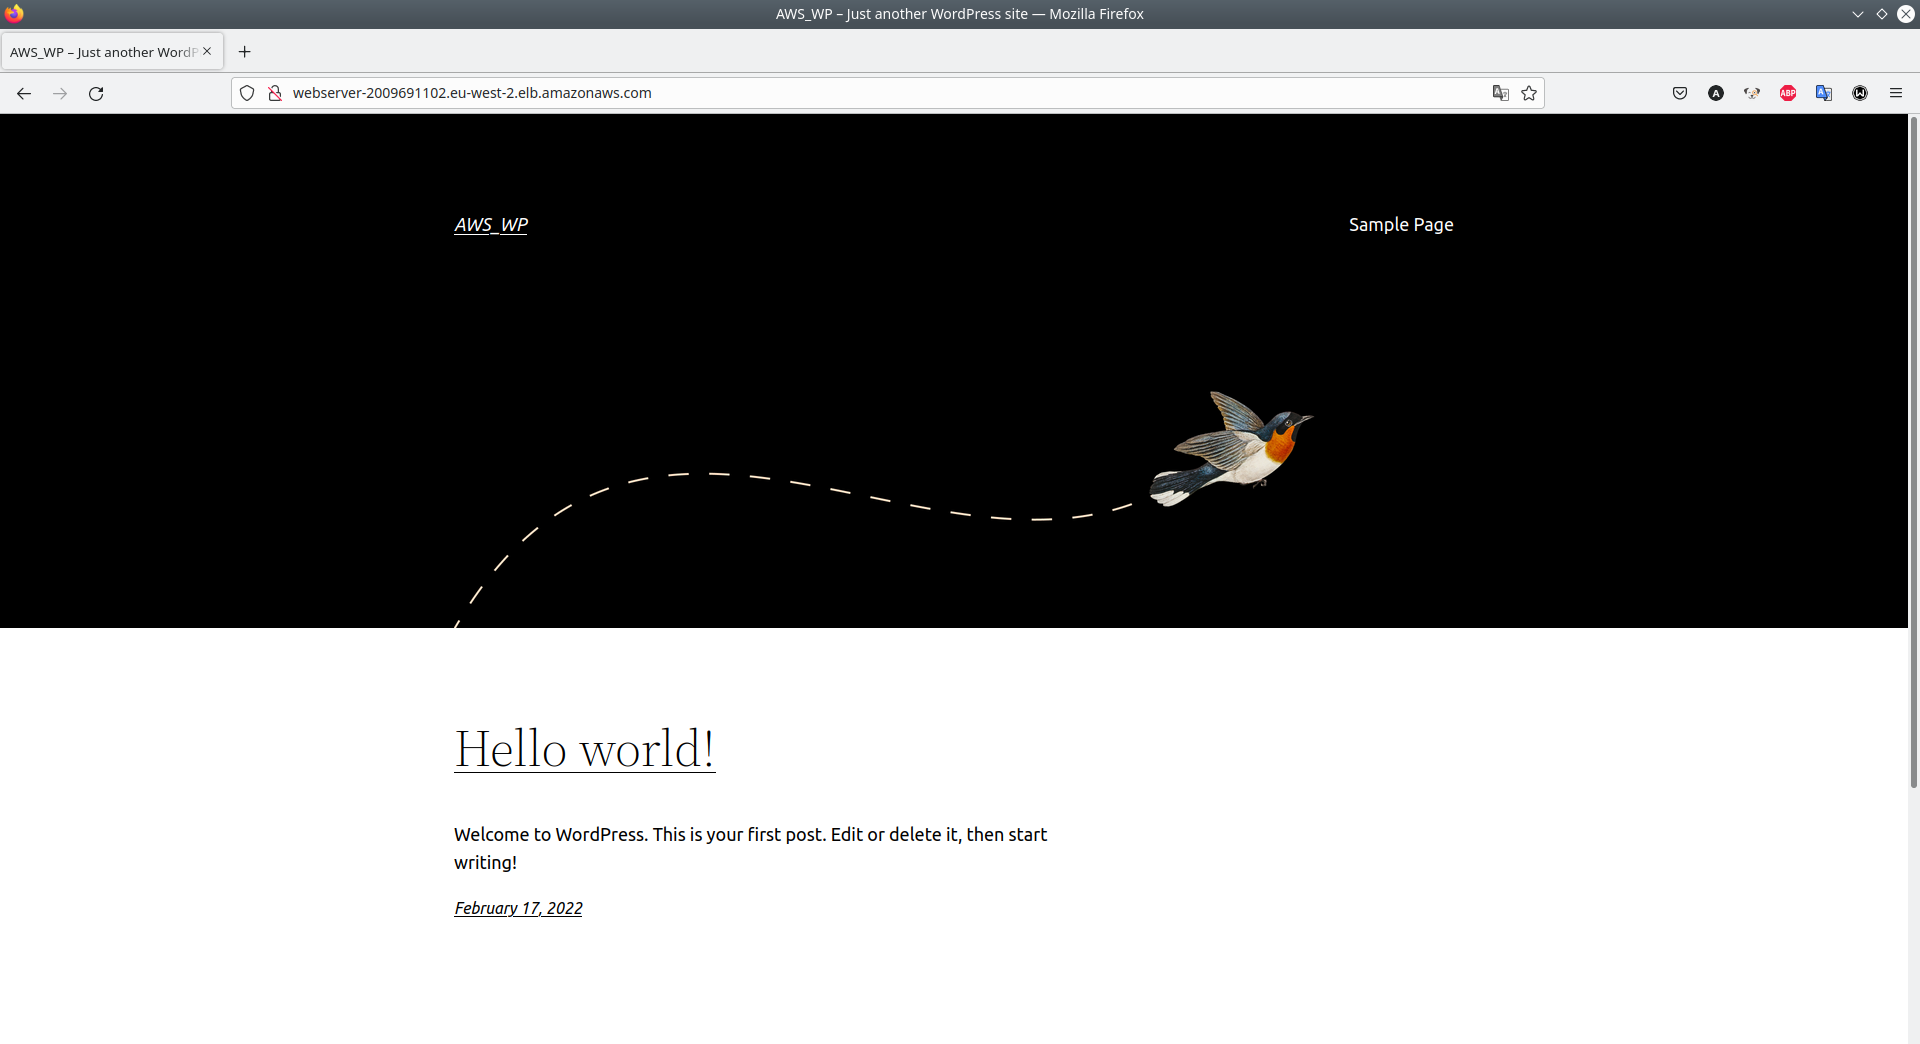 AWS_WP – Just another WordPress site — Mozilla Firefox
AWS_WP – Just another WordP
webserver-2009691102.eu-west-2.elb.amazonaws.com
A
ABP
W
AWS_WP
Sample Page
Hello world!
Welcome to WordPress. This is your first post. Edit or delete it, then start
writing!
February 17, 2022